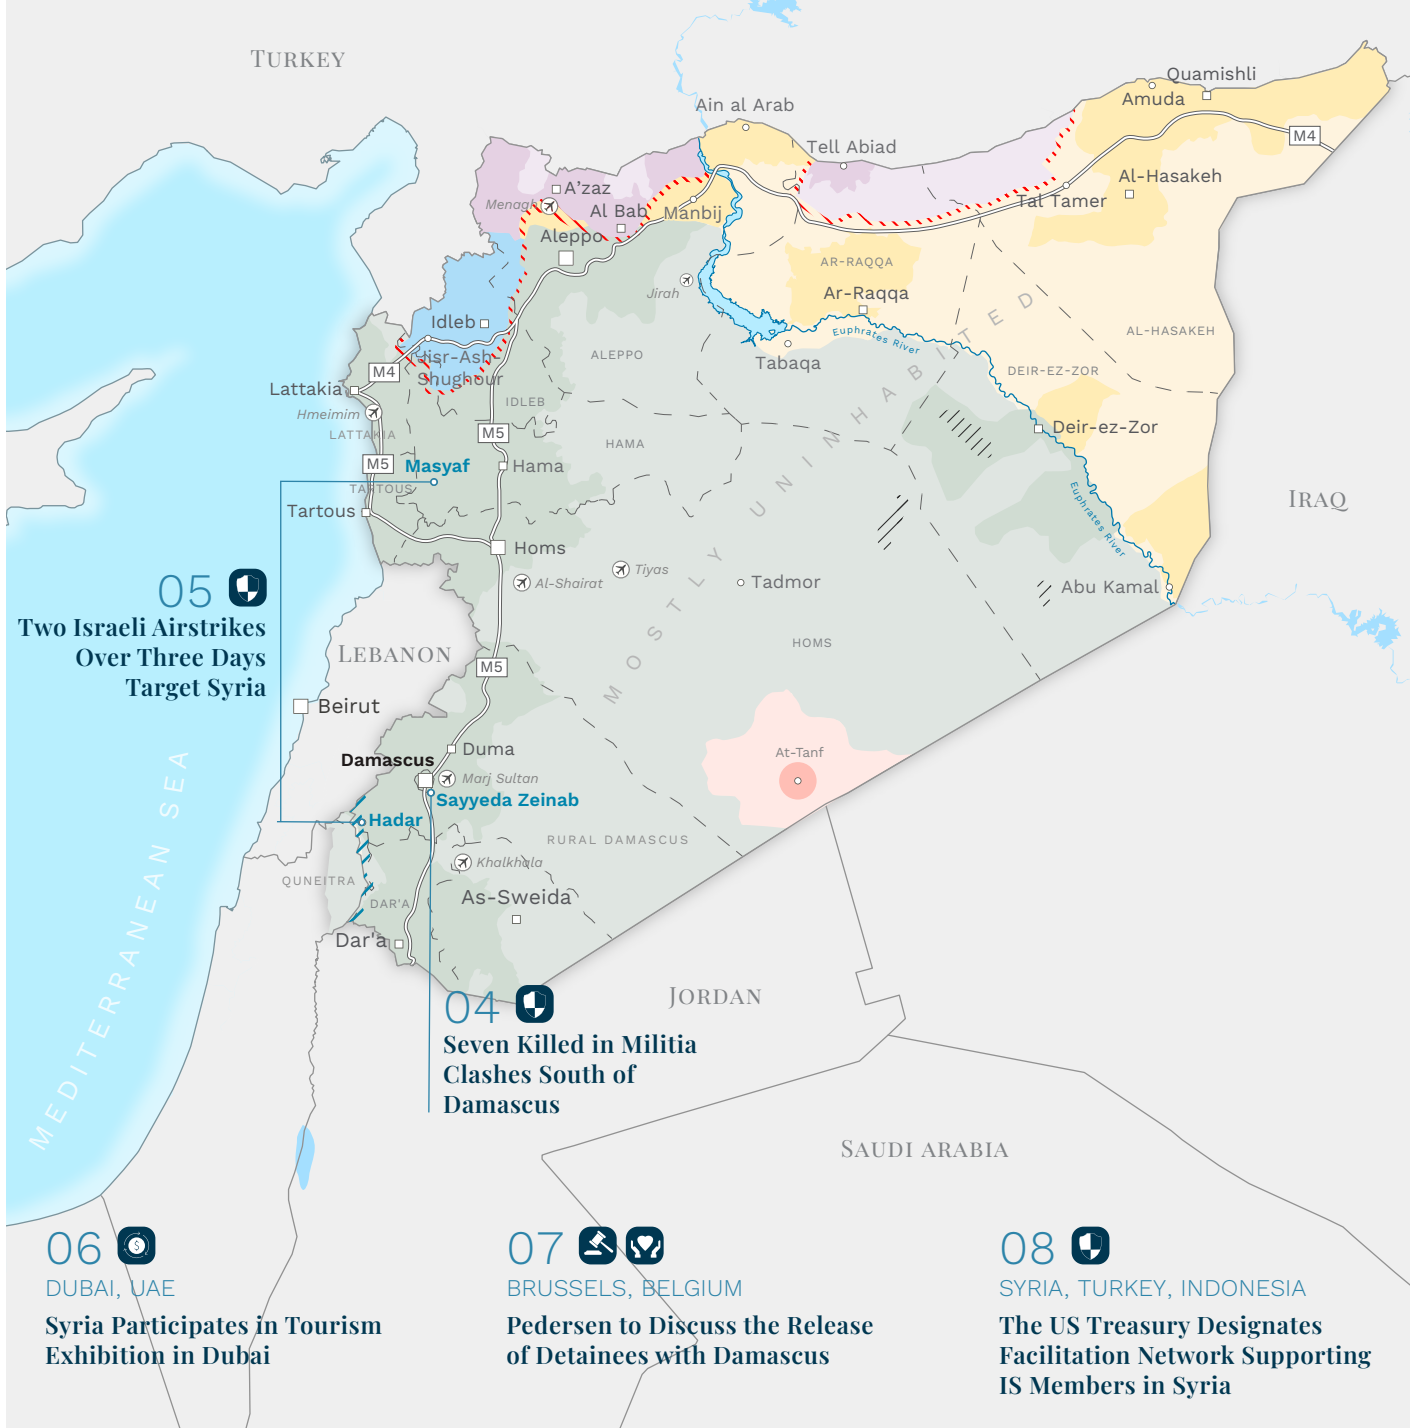 TURKEY
Quamishli
Amuda
Ain al Arab
M4
Tell Abiad
Al-Hasakeh
A'zaz
Menagh
Tal Tamer
Al Bab
Manbij
Aleppo
AR-RAQQA
Ar-Raqqa
Jirah
Idleb
Euphrates River
AL-HASAKEH
Jisr-Ash-
Shughour
ALEPPO
Tabaqa
M4
DEIR-EZ-ZOR
Lattakia
IDLEB
Hmeimim
LATTAKIA
M5
HAMA
Deir-ez-Zor
M5
Masyaf
Hama
TARTOUS
Tartous
IRAQ
Euphrates River
MOSTLY UNINHABITED
Homs
Al-Shairat
Tiyas
Tadmor
Abu Kamal
05
Two Israeli Airstrikes
Over Three Days
Target Syria
LEBANON
M5
HOMS
Beirut
Duma
Damascus
At-Tanf
Marj Sultan
Sayyeda Zeinab
Hadar
RURAL DAMASCUS
MEDITERRANEAN SEA
Khalkhala
QUNEITRA
DAR'A
As-Sweida
Dar'a
JORDAN
04
Seven Killed in Militia
Clashes South of
Damascus
SAUDI ARABIA
06
DUBAI, UAE
Syria Participates in Tourism
Exhibition in Dubai
07
BRUSSELS, BELGIUM
Pedersen to Discuss the Release
of Detainees with Damascus
08
SYRIA, TURKEY, INDONESIA
The US Treasury Designates
Facilitation Network Supporting
IS Members in Syria